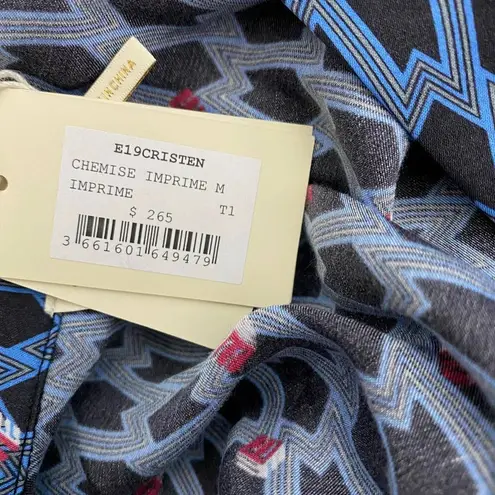 E19CRISTEN
CHEMISE IMPRIME M
IMPRIME
$ 265 T1
3 661601 649479